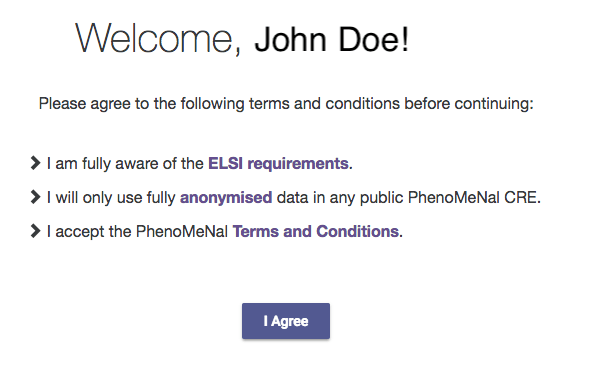 Welcome, John Doe!
Please agree to the following terms and conditions before continuing:
I am fully aware of the ELSI requirements.
I will only use fully anonymised data in any public PhenoMeNal CRE.
I accept the PhenoMeNal Terms and Conditions.
I Agree